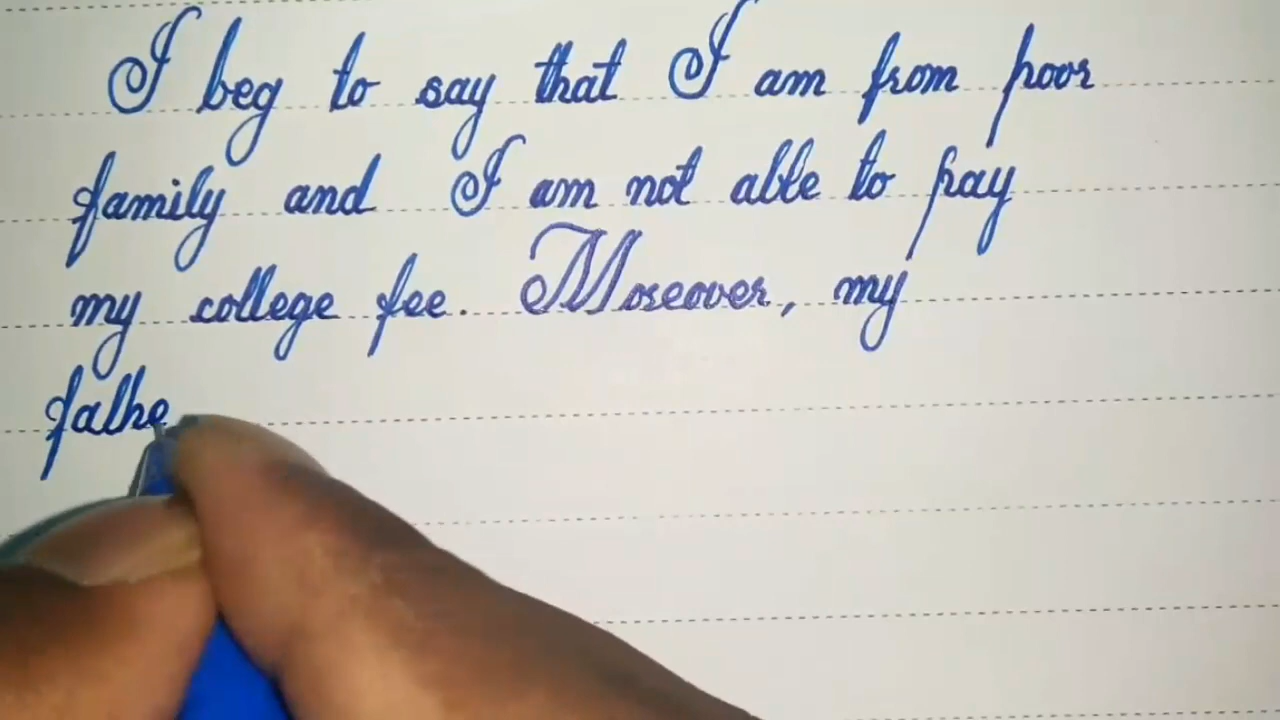 I beg to say that I am from poor
family and I am not able to pay
my college fee. Moreover, my
fathe